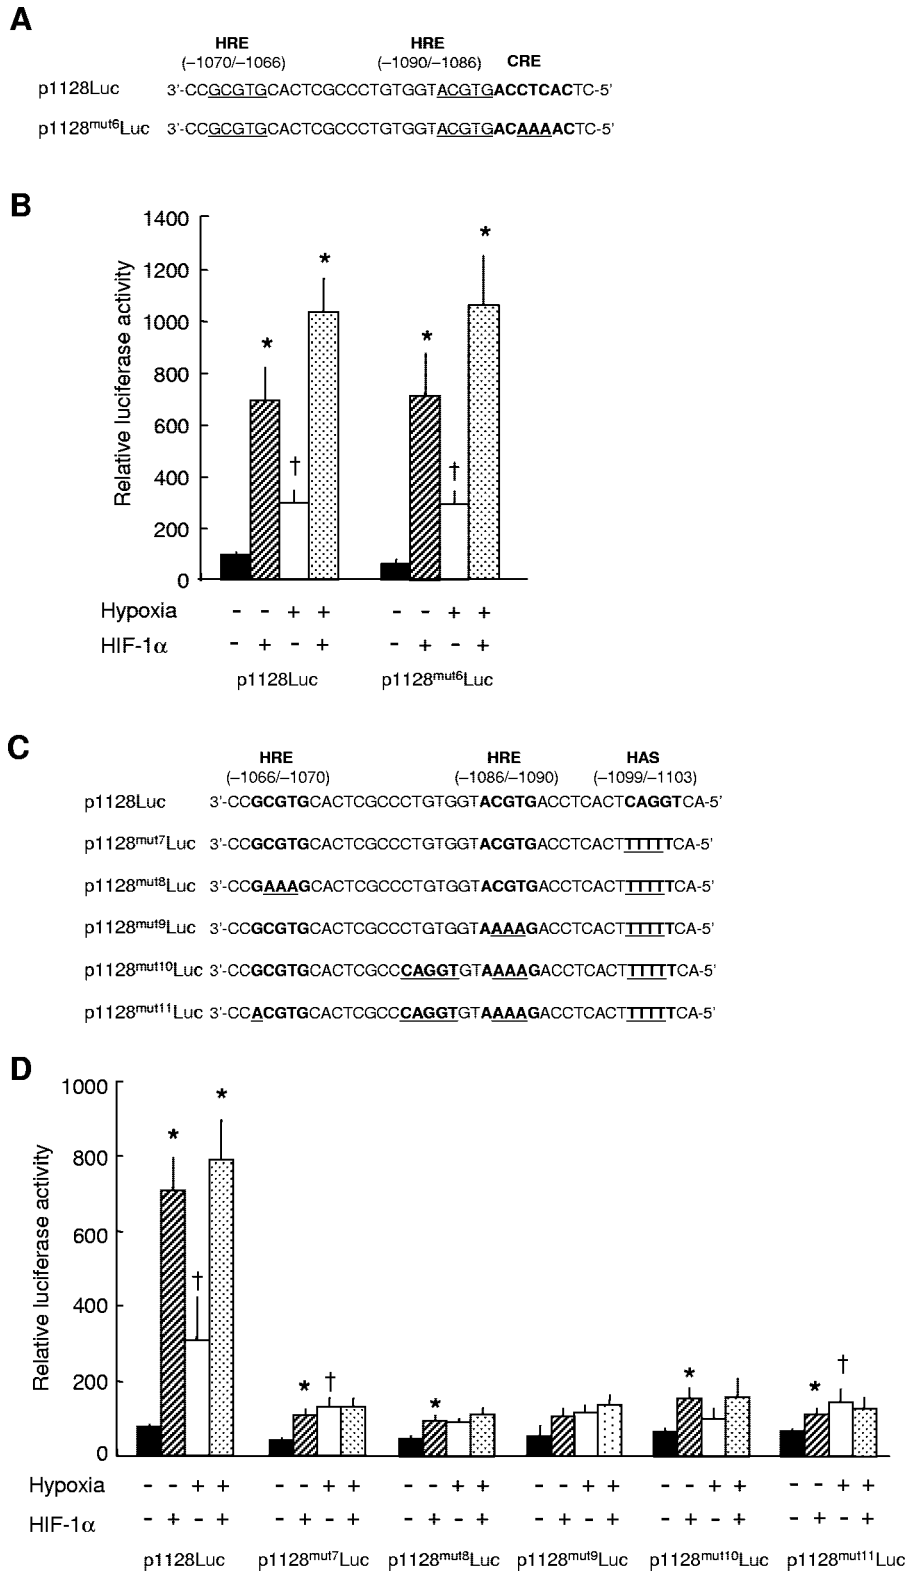 A
HRE HRE
(–1070/–1066) (–1090/–1086) CRE
p1128Luc 3'-CCGCGTGCACTCGCCCTGTGGTACGTGACCTCACTC-5'
p1128mut6Luc 3'-CCGCGTGCACTCGCCCTGTGGTACGTGACAAAACTC-5'
B
Relative luciferase activity
1400
1200
1000
800
600
400
200
0
* † * * † *
Hypoxia - - + + - - + +
HIF-1α - + - + - + - +
p1128Luc p1128mut6Luc
C
HRE HRE HAS
(–1066/–1070) (–1086/–1090) (–1099/–1103)
p1128Luc 3'-CCGCGTGCACTCGCCCTGTGGTACGTGACCTCACTCAGGTCA-5'
p1128mut7Luc 3'-CCGCGTGCACTCGCCCTGTGGTACGTGACCTCACTTTTTTCA-5'
p1128mut8Luc 3'-CCGAAAGCACTCGCCCTGTGGTACGTGACCTCACTTTTTTCA-5'
p1128mut9Luc 3'-CCGCGTGCACTCGCCCTGTGGTAAAAGACCTCACTTTTTTCA-5'
p1128mut10Luc 3'-CCGCGTGCACTCGCCCAGGTGTAAAAGACCTCACTTTTTTCA-5'
p1128mut11Luc 3'-CCACGTGCACTCGCCCAGGTGTAAAAGACCTCACTTTTTTCA-5'
D
Relative luciferase activity
1000
800
600
400
200
0
* † * * † * * * †
Hypoxia - - + + - - + + - - + + - - + + - - + + - - + +
HIF-1α - + - + - + - + - + - + - + - + - + - + - + - +
p1128Luc p1128mut7Luc p1128mut8Luc p1128mut9Luc p1128mut10Luc p1128mut11Luc